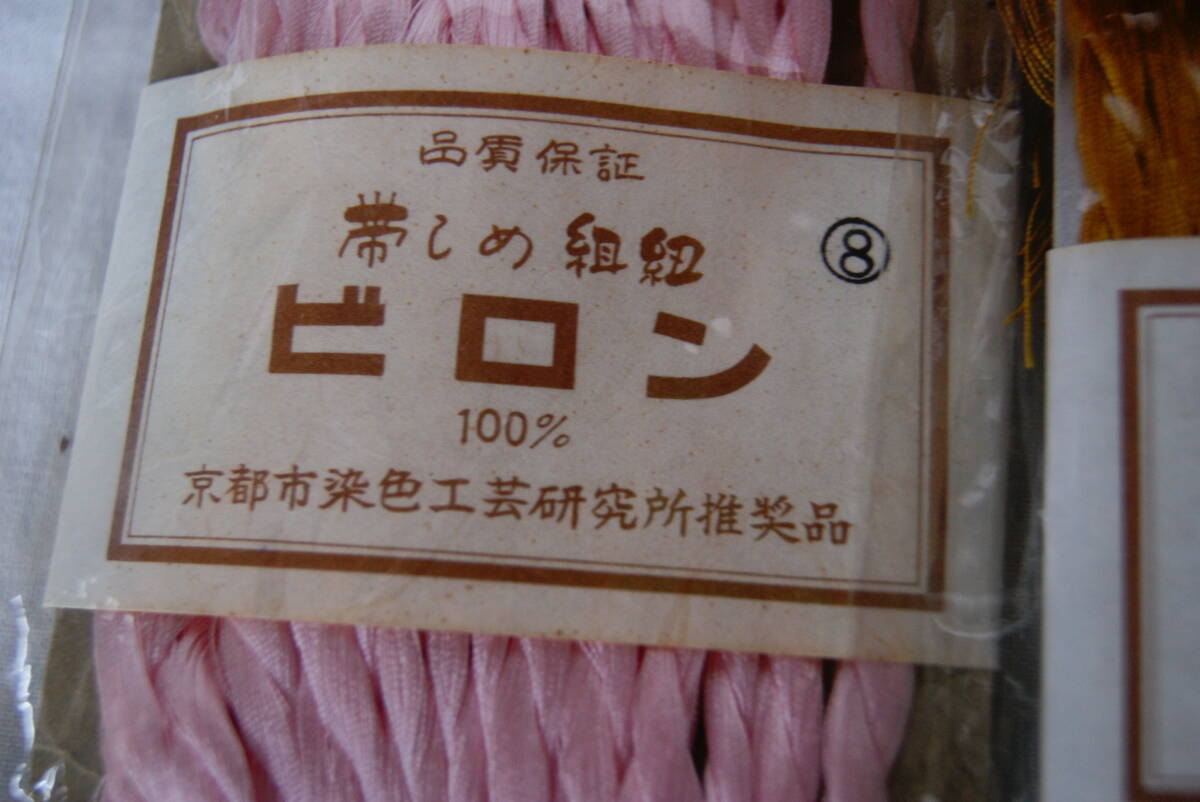 品質保証
帯しめ 組紐
⑧
ビロン
100%
京都市染色工芸研究所推奨品